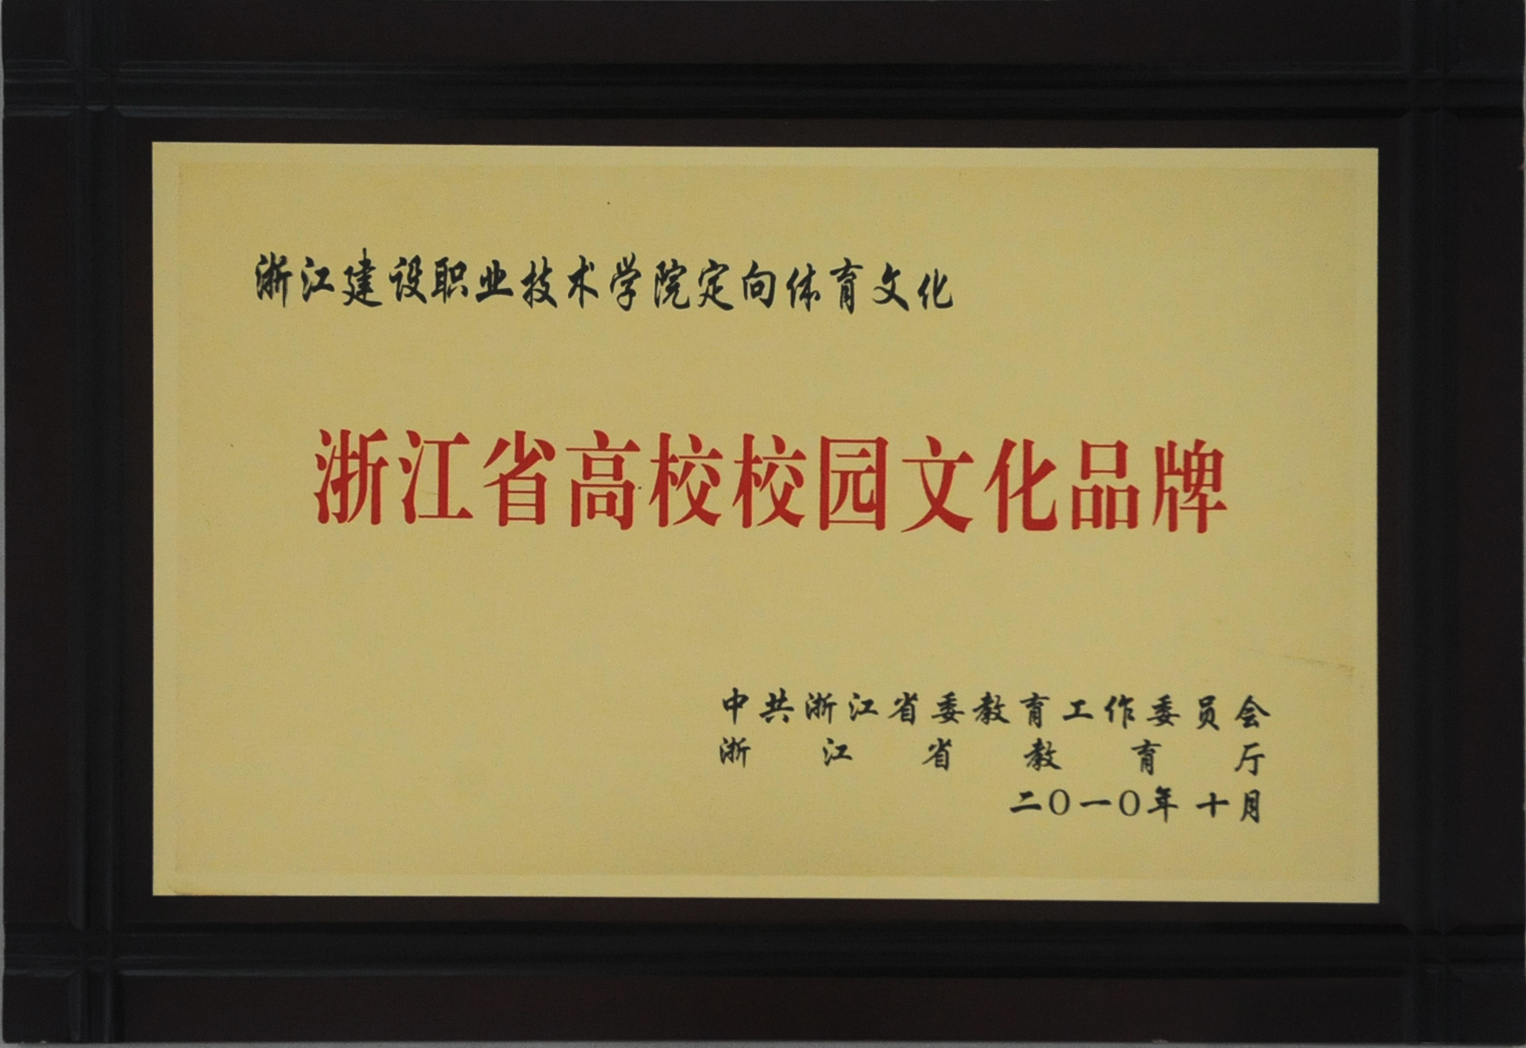 浙江建设职业技术学院定向体育文化
浙江省高校校园文化品牌
中共浙江省委教育工作委员会
浙江省教育厅
二〇一〇年十月